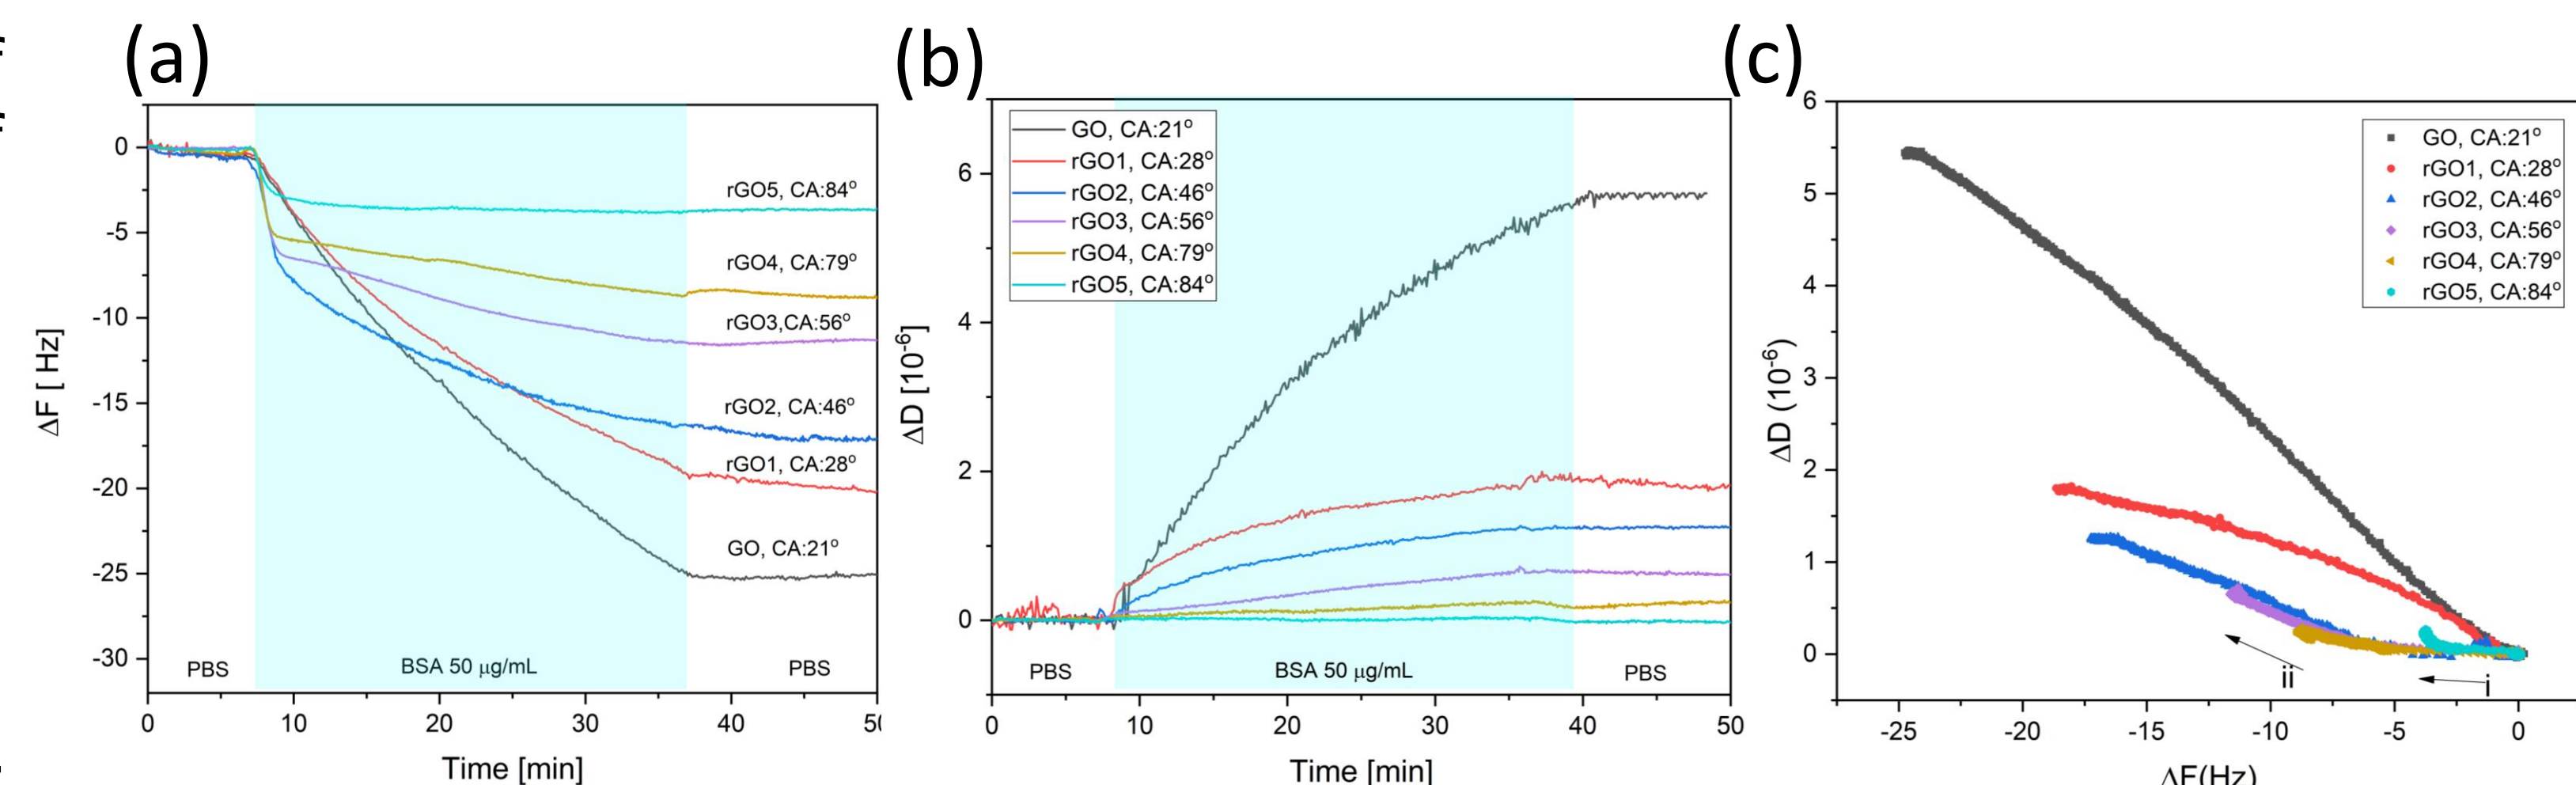 (a)
0
-5
-10
-15
-20
-25
-30
ΔF [ Hz]
rGO5, CA:84°
rGO4, CA:79°
rGO3,CA:56°
rGO2, CA:46°
rGO1, CA:28°
GO, CA:21°
PBS
BSA 50 μg/mL
PBS
0 10 20 30 40
Time [min]
(b)
6
4
2
0
ΔD [10⁻⁶]
GO, CA:21°
rGO1, CA:28°
rGO2, CA:46°
rGO3, CA:56°
rGO4, CA:79°
rGO5, CA:84°
PBS
BSA 50 μg/mL
PBS
0 10 20 30 40 50
Time [min]
(c)
6
5
4
3
2
1
0
ΔD (10⁻⁶)
GO, CA:21°
rGO1, CA:28°
rGO2, CA:46°
rGO3, CA:56°
rGO4, CA:79°
rGO5, CA:84°
ii
i
-25 -20 -15 -10 -5 0
ΔF(Hz)